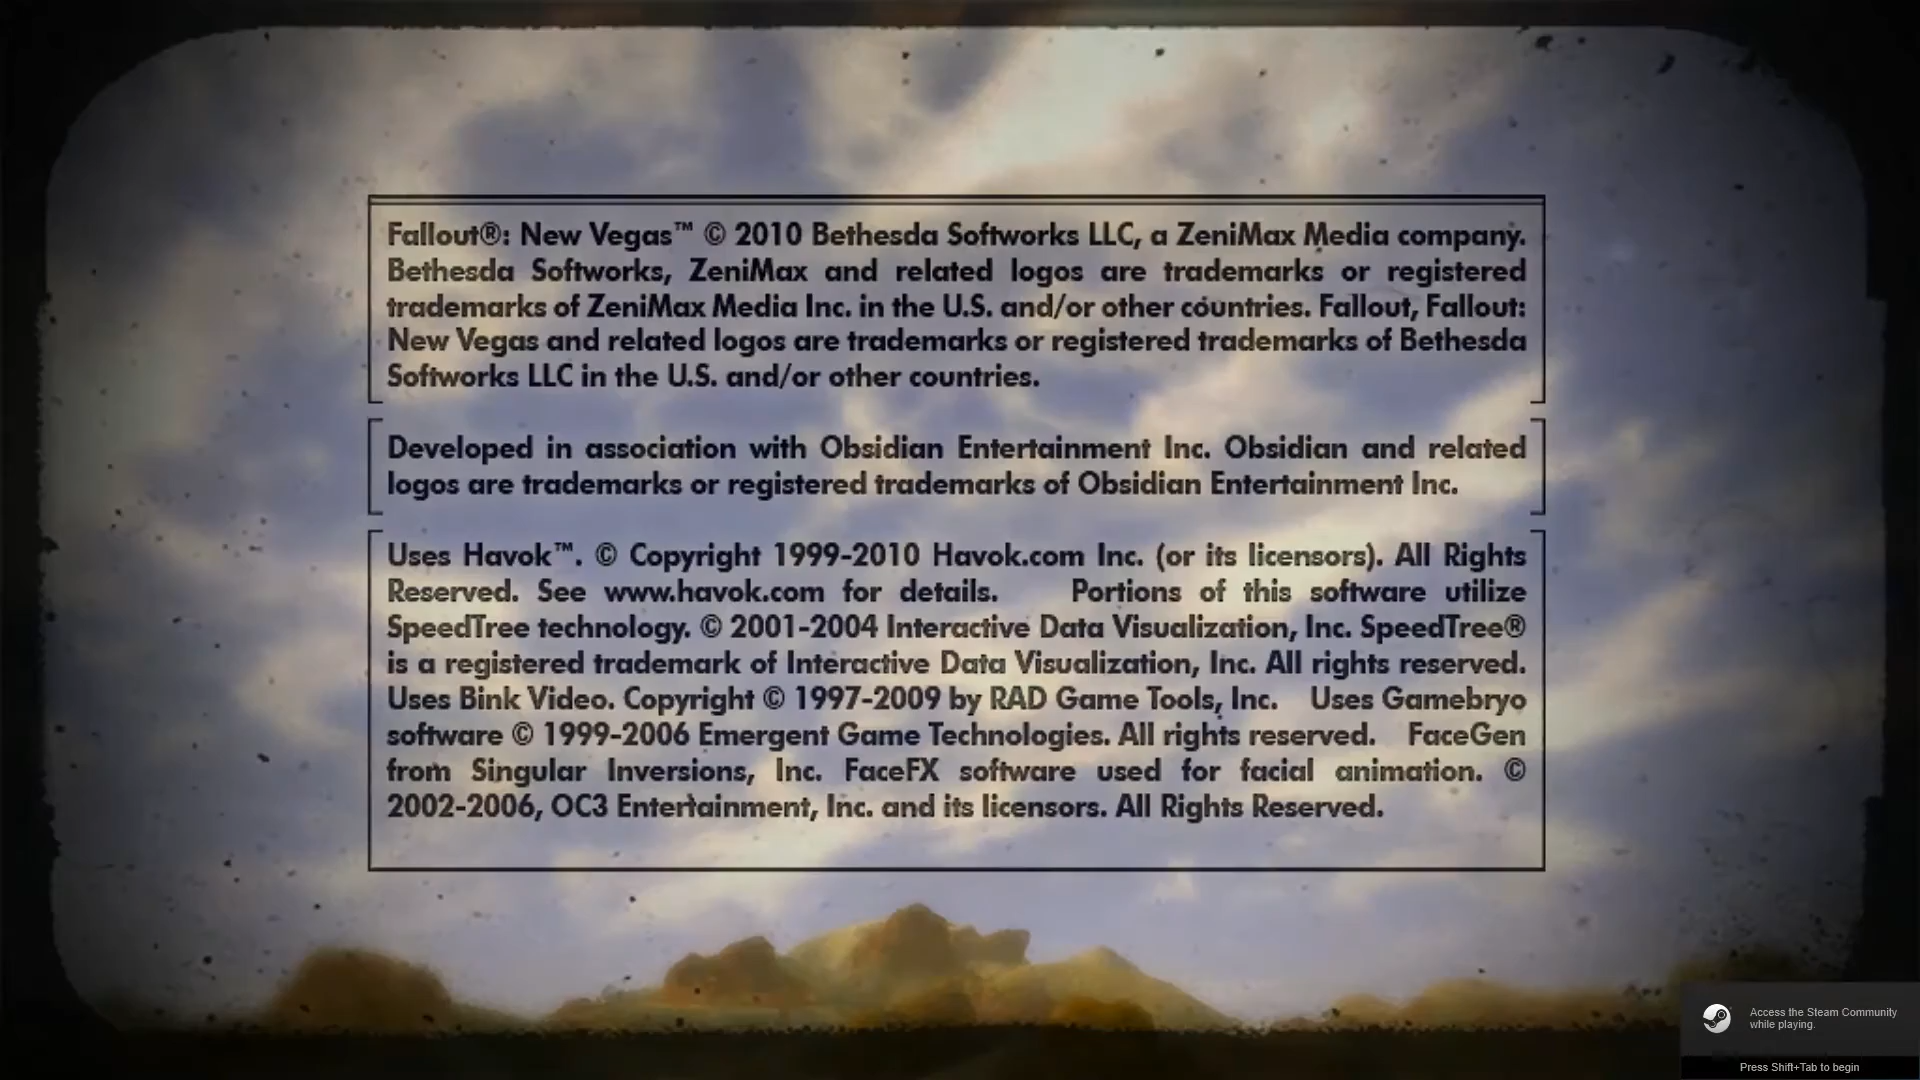 Fallout®: New Vegas™ © 2010 Bethesda Softworks LLC, a ZeniMax Media company.
Bethesda Softworks, ZeniMax and related logos are trademarks or registered
trademarks of ZeniMax Media Inc. in the U.S. and/or other countries. Fallout, Fallout:
New Vegas and related logos are trademarks or registered trademarks of Bethesda
Softworks LLC in the U.S. and/or other countries.
Developed in association with Obsidian Entertainment Inc. Obsidian and related
logos are trademarks or registered trademarks of Obsidian Entertainment Inc.
Uses Havok™. © Copyright 1999-2010 Havok.com Inc. (or its licensors). All Rights
Reserved. See www.havok.com for details. Portions of this software utilize
SpeedTree technology. © 2001-2004 Interactive Data Visualization, Inc. SpeedTree®
is a registered trademark of Interactive Data Visualization, Inc. All rights reserved.
Uses Bink Video. Copyright © 1997-2009 by RAD Game Tools, Inc. Uses Gamebryo
software © 1999-2006 Emergent Game Technologies. All rights reserved. FaceGen
from Singular Inversions, Inc. FaceFX software used for facial animation. ©
2002-2006, OC3 Entertainment, Inc. and its licensors. All Rights Reserved.
Access the Steam Community
while playing.
Press Shift+Tab to begin